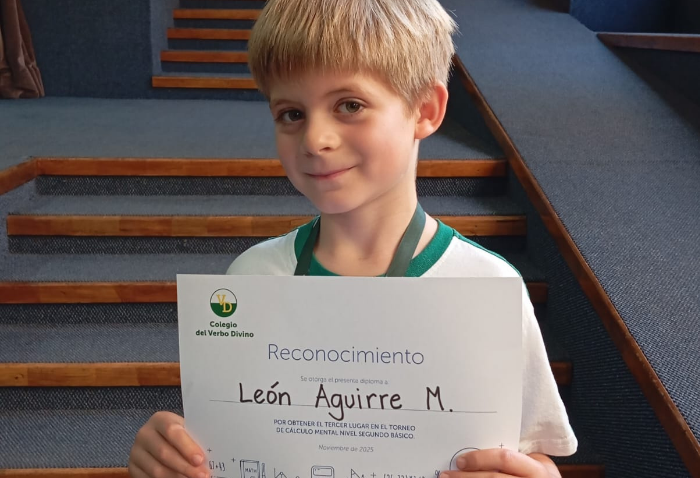 VD
Colegio
del Verbo Divino
Reconocimiento
Se otorga el presente diploma a:
León Aguirre M.
POR OBTENER EL TERCER LUGAR EN EL TORNEO
DE CÁLCULO MENTAL NIVEL SEGUNDO BÁSICO.
Noviembre de 2025